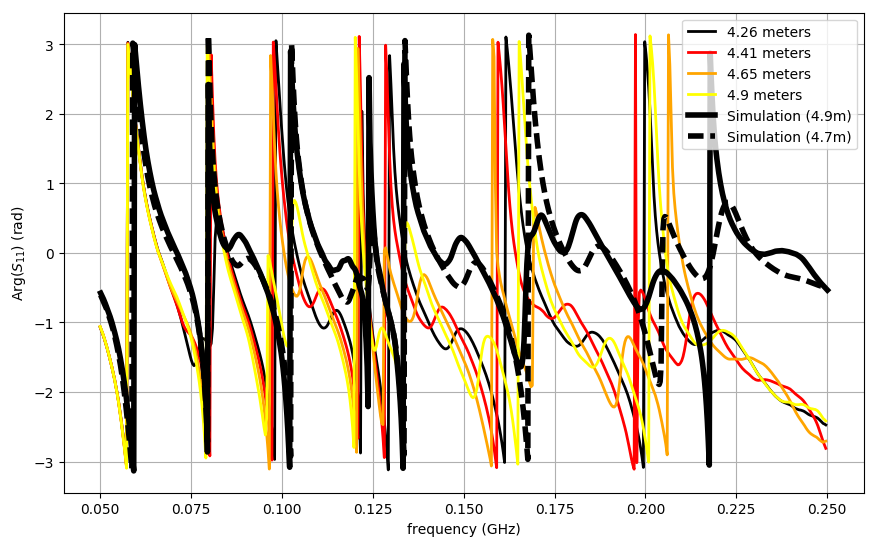 4.26 meters
4.41 meters
4.65 meters
4.9 meters
Simulation (4.9m)
Simulation (4.7m)
Arg(S₁₁) (rad)
3
2
1
0
−1
−2
−3
0.050 0.075 0.100 0.125 0.150 0.175 0.200 0.225 0.250
frequency (GHz)